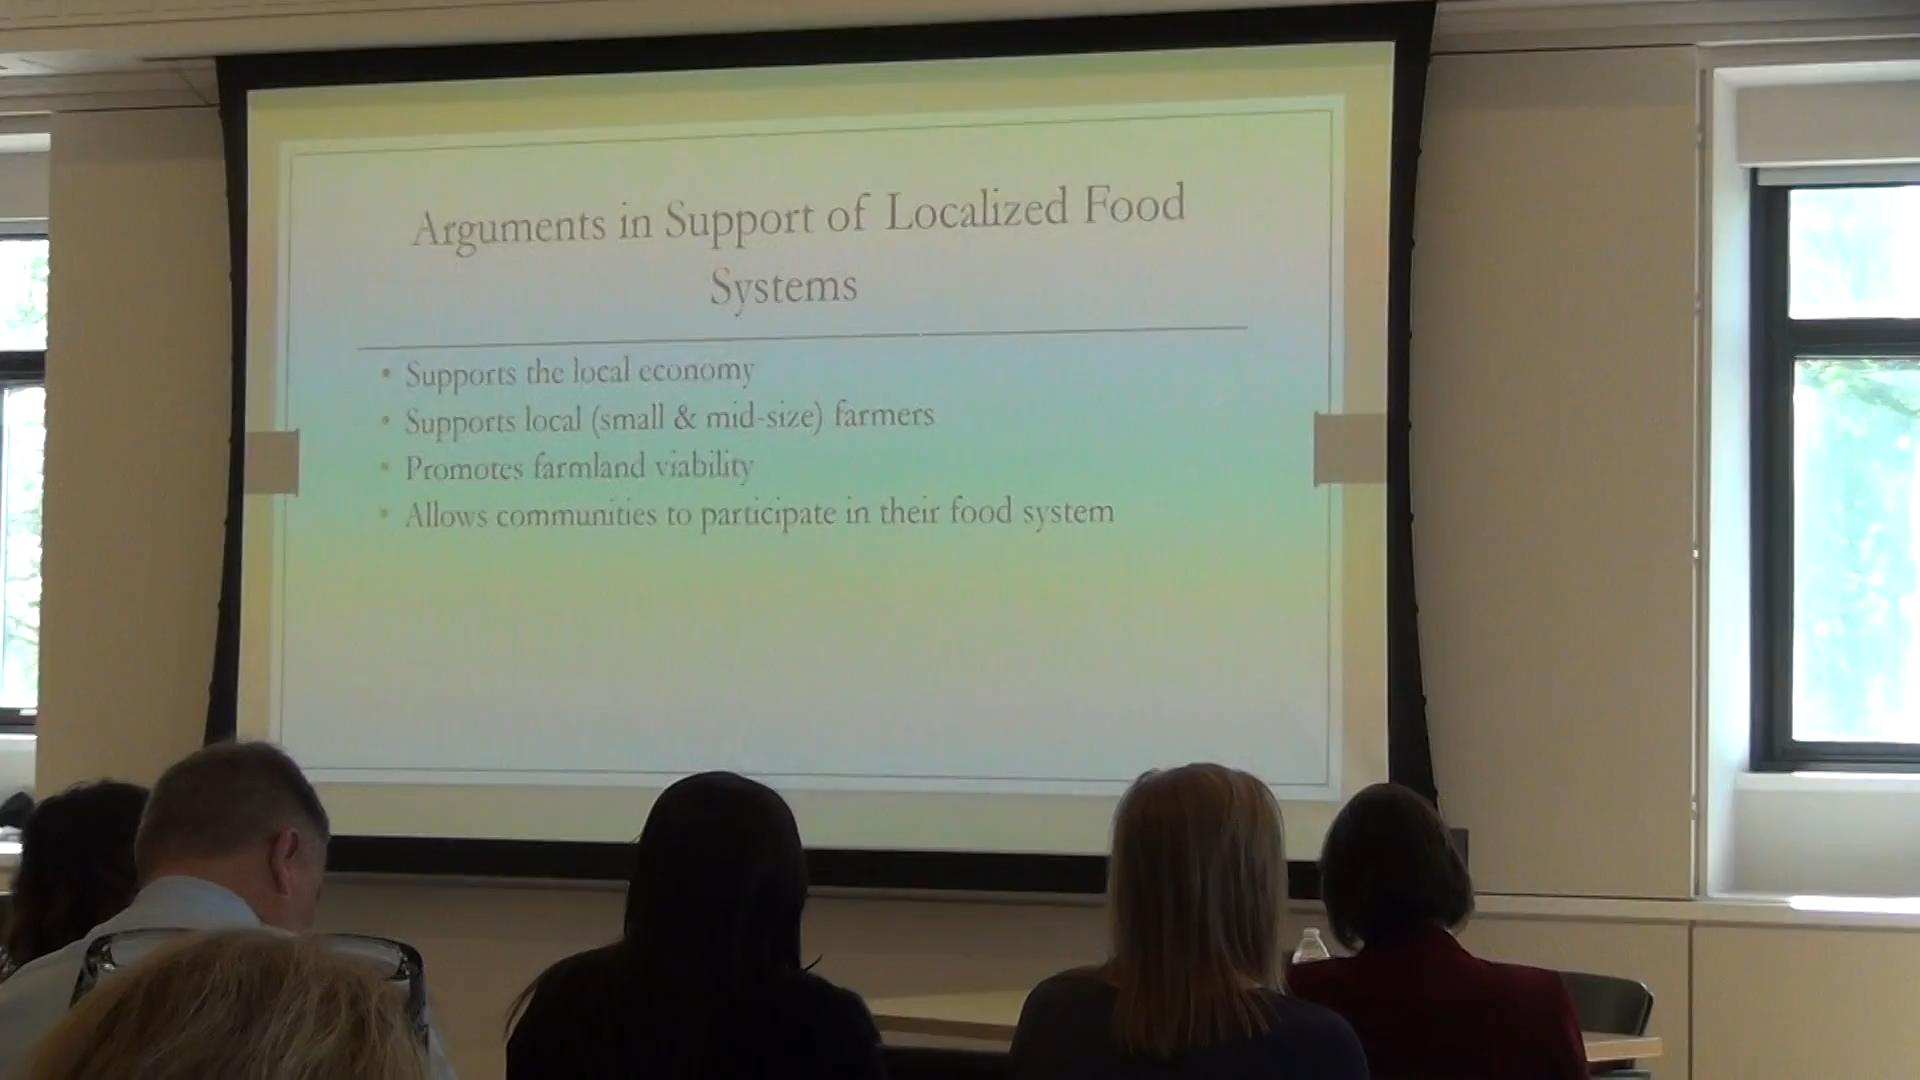 Arguments in Support of Localized Food
Systems
• Supports the local economy
• Supports local (small & mid-size) farmers
• Promotes farmland viability
• Allows communities to participate in their food system